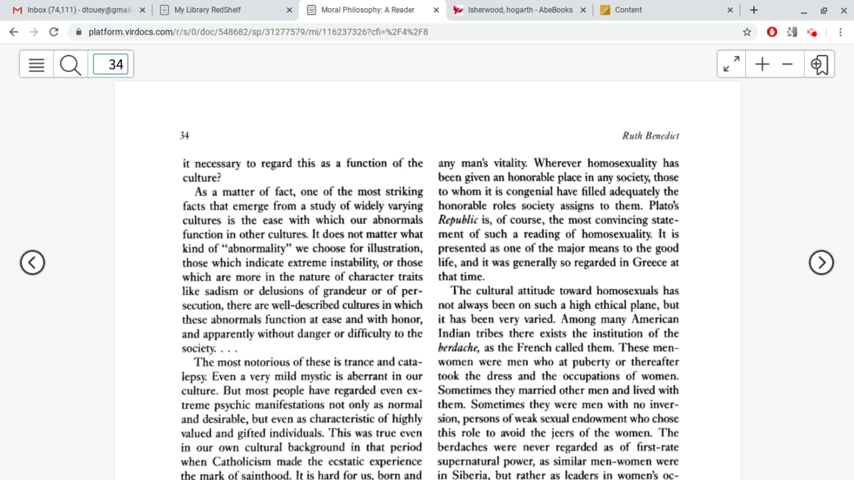 Inbox (74,111) - dtouey@gmai
My Library RedShelf
Moral Philosophy: A Reader
Isherwood, hogarth - AbeBooks
Content
platform.virdocs.com/r/s/0/doc/548682/sp/31277579/mi/116237326?cfi=%2F4%2F8
34
34
Ruth Benedict
it necessary to regard this as a function of the
culture?
As a matter of fact, one of the most striking
facts that emerge from a study of widely varying
cultures is the ease with which our abnormals
function in other cultures. It does not matter what
kind of "abnormality" we choose for illustration,
those which indicate extreme instability, or those
which are more in the nature of character traits
like sadism or delusions of grandeur or of per-
secution, there are well-described cultures in which
these abnormals function at ease and with honor,
and apparently without danger or difficulty to the
society. . . .
The most notorious of these is trance and cata-
lepsy. Even a very mild mystic is aberrant in our
culture. But most people have regarded even ex-
treme psychic manifestations not only as normal
and desirable, but even as characteristic of highly
valued and gifted individuals. This was true even
in our own cultural background in that period
when Catholicism made the ecstatic experience
the mark of sainthood. It is hard for us, born and
any man's vitality. Wherever homosexuality has
been given an honorable place in any society, those
to whom it is congenial have filled adequately the
honorable roles society assigns to them. Plato's
Republic is, of course, the most convincing state-
ment of such a reading of homosexuality. It is
presented as one of the major means to the good
life, and it was generally so regarded in Greece at
that time.
The cultural attitude toward homosexuals has
not always been on such a high ethical plane, but
it has been very varied. Among many American
Indian tribes there exists the institution of the
berdache, as the French called them. These men-
women were men who at puberty or thereafter
took the dress and the occupations of women.
Sometimes they married other men and lived with
them. Sometimes they were men with no inver-
sion, persons of weak sexual endowment who chose
this role to avoid the jeers of the women. The
berdaches were never regarded as of first-rate
supernatural power, as similar men-women were
in Siberia, but rather as leaders in women's oc-